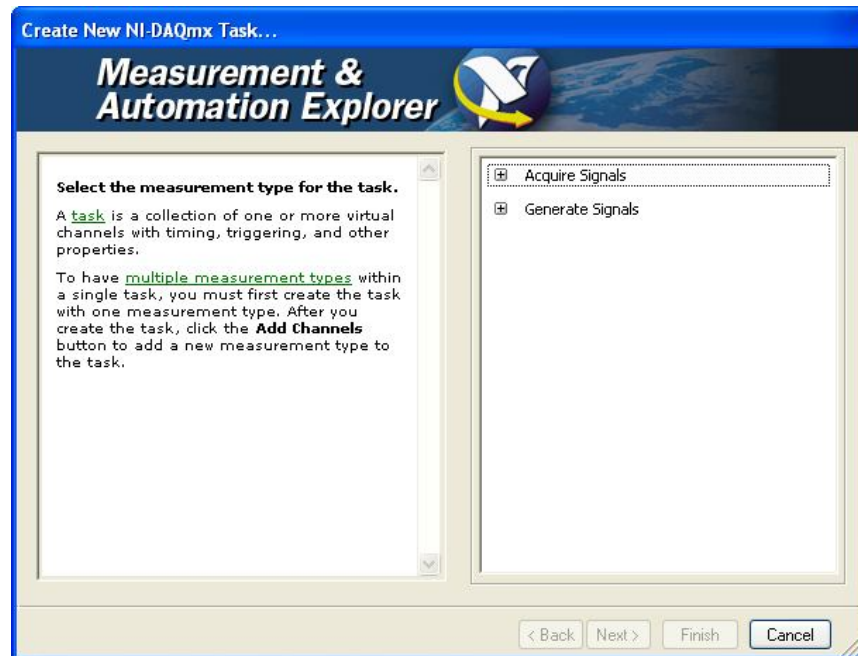 Create New NI-DAQmx Task...
Measurement &
Automation Explorer
Select the measurement type for the task.
A task is a collection of one or more virtual
channels with timing, triggering, and other
properties.
To have multiple measurement types within
a single task, you must first create the task
with one measurement type. After you
create the task, click the Add Channels
button to add a new measurement type to
the task.
Acquire Signals
Generate Signals
< Back
Next >
Finish
Cancel